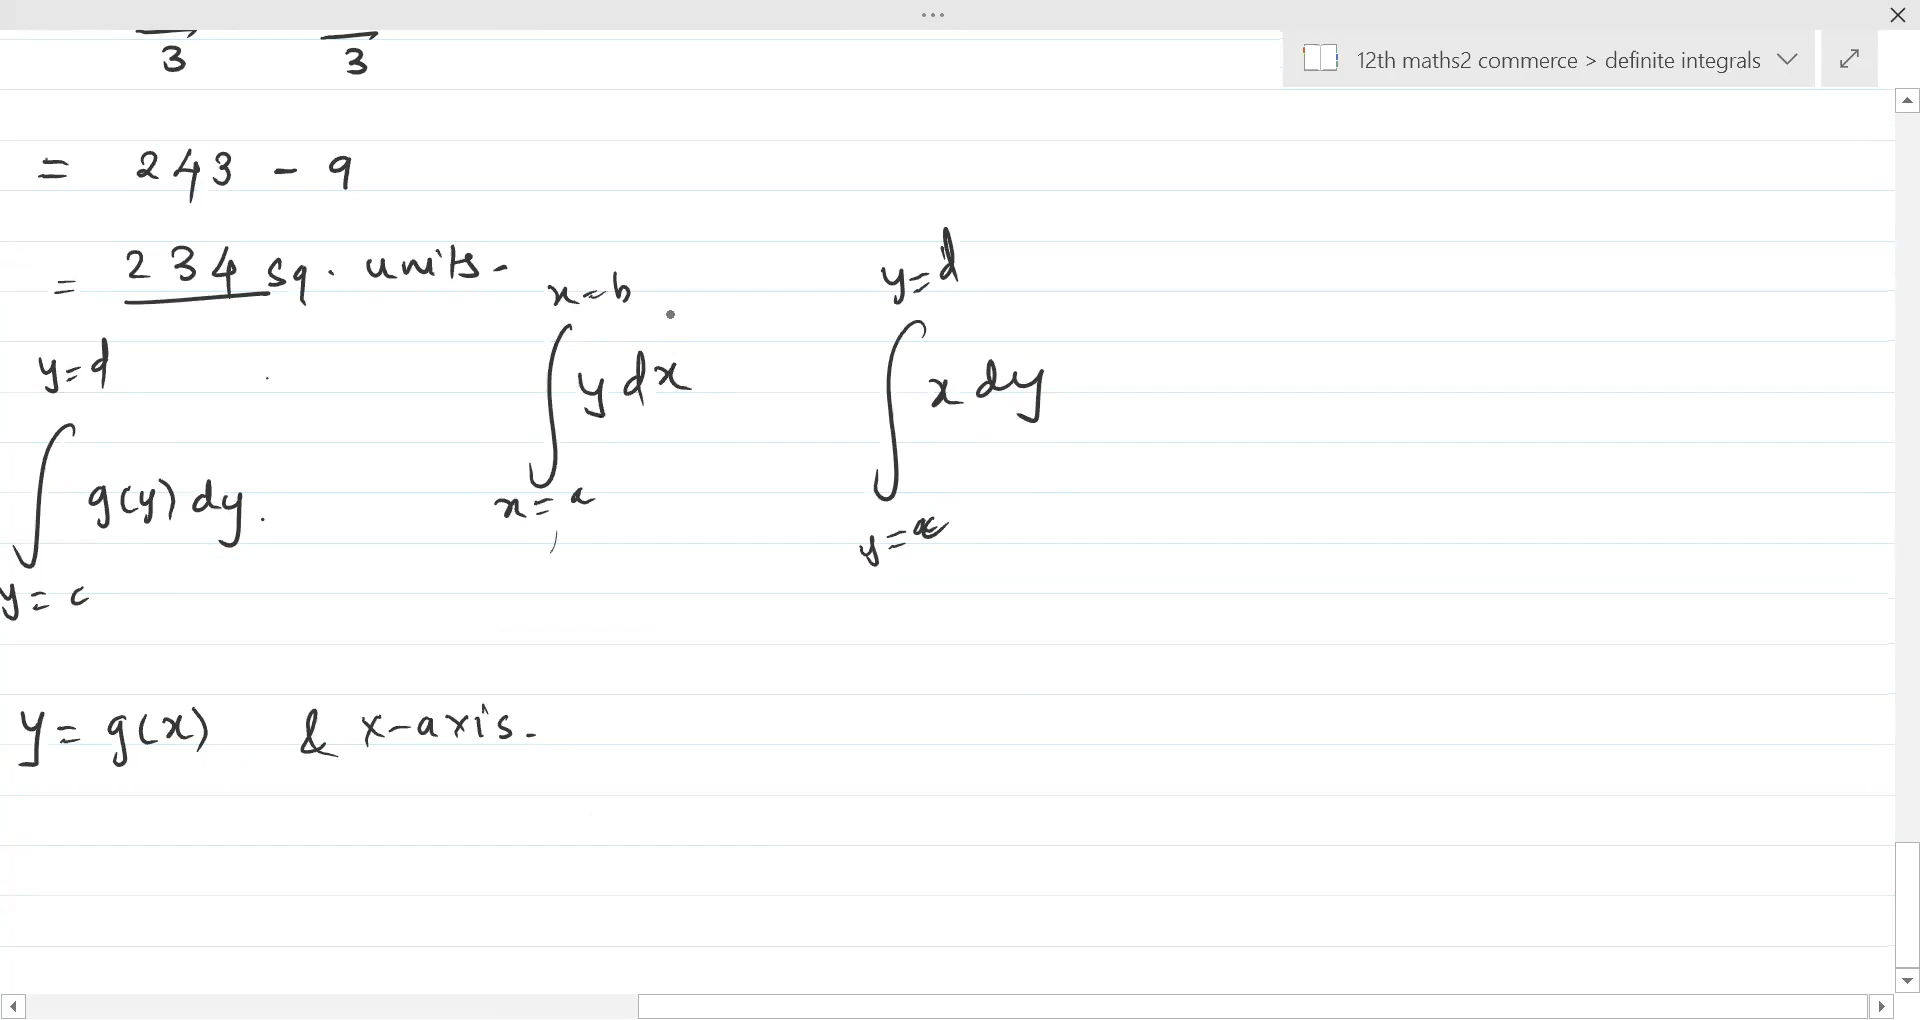 12th maths2 commerce > definite integrals
3 3
= 243 - 9
= 234 sq. units.
y=d
∫ g(y) dy.
y= c
x=b
∫ y dx
x= a
y=d
∫ x dy
y=
y= g(x) & x-axis.